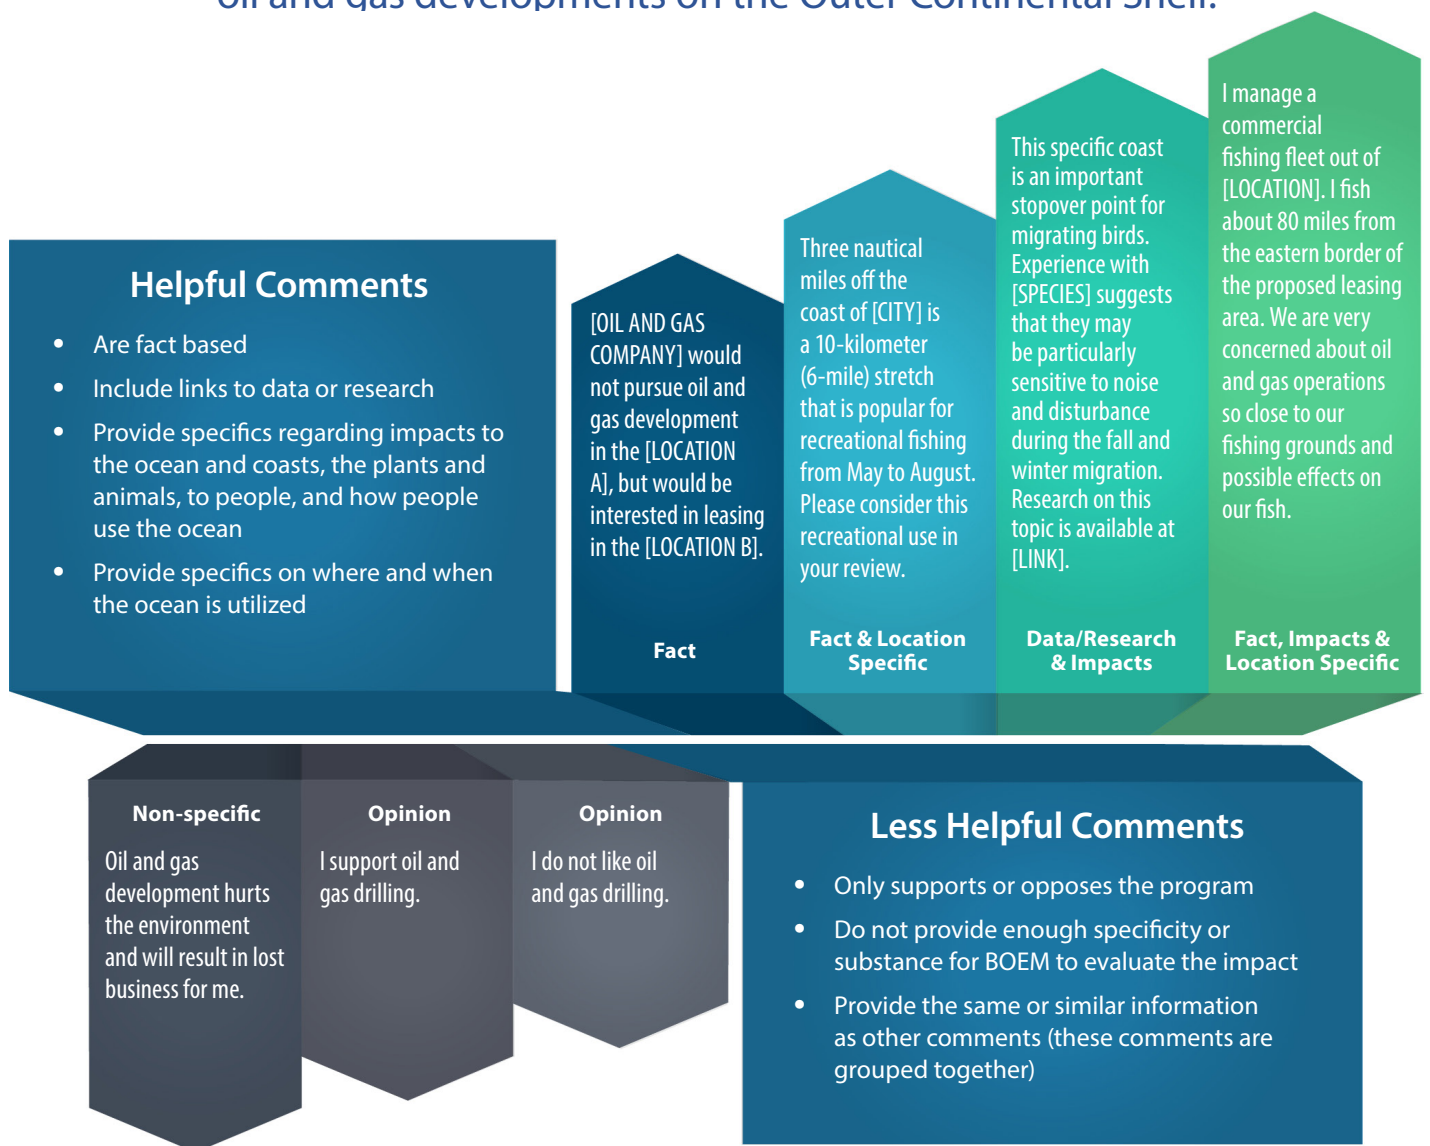 oil and gas developments on the Outer Continental Shelf.
Helpful Comments
• Are fact based
• Include links to data or research
• Provide specifics regarding impacts to
the ocean and coasts, the plants and
animals, to people, and how people
use the ocean
• Provide specifics on where and when
the ocean is utilized
[OIL AND GAS
COMPANY] would
not pursue oil and
gas development
in the [LOCATION
A], but would be
interested in leasing
in the [LOCATION B].
Fact
Three nautical
miles off the
coast of [CITY] is
a 10-kilometer
(6-mile) stretch
that is popular for
recreational fishing
from May to August.
Please consider this
recreational use in
your review.
Fact & Location
Specific
This specific coast
is an important
stopover point for
migrating birds.
Experience with
[SPECIES] suggests
that they may
be particularly
sensitive to noise
and disturbance
during the fall and
winter migration.
Research on this
topic is available at
[LINK].
Data/Research
& Impacts
I manage a
commercial
fishing fleet out of
[LOCATION]. I fish
about 80 miles from
the eastern border of
the proposed leasing
area. We are very
concerned about oil
and gas operations
so close to our
fishing grounds and
possible effects on
our fish.
Fact, Impacts &
Location Specific
Non-specific
Oil and gas
development hurts
the environment
and will result in lost
business for me.
Opinion
I support oil and
gas drilling.
Opinion
I do not like oil
and gas drilling.
Less Helpful Comments
• Only supports or opposes the program
• Do not provide enough specificity or
substance for BOEM to evaluate the impact
• Provide the same or similar information
as other comments (these comments are
grouped together)